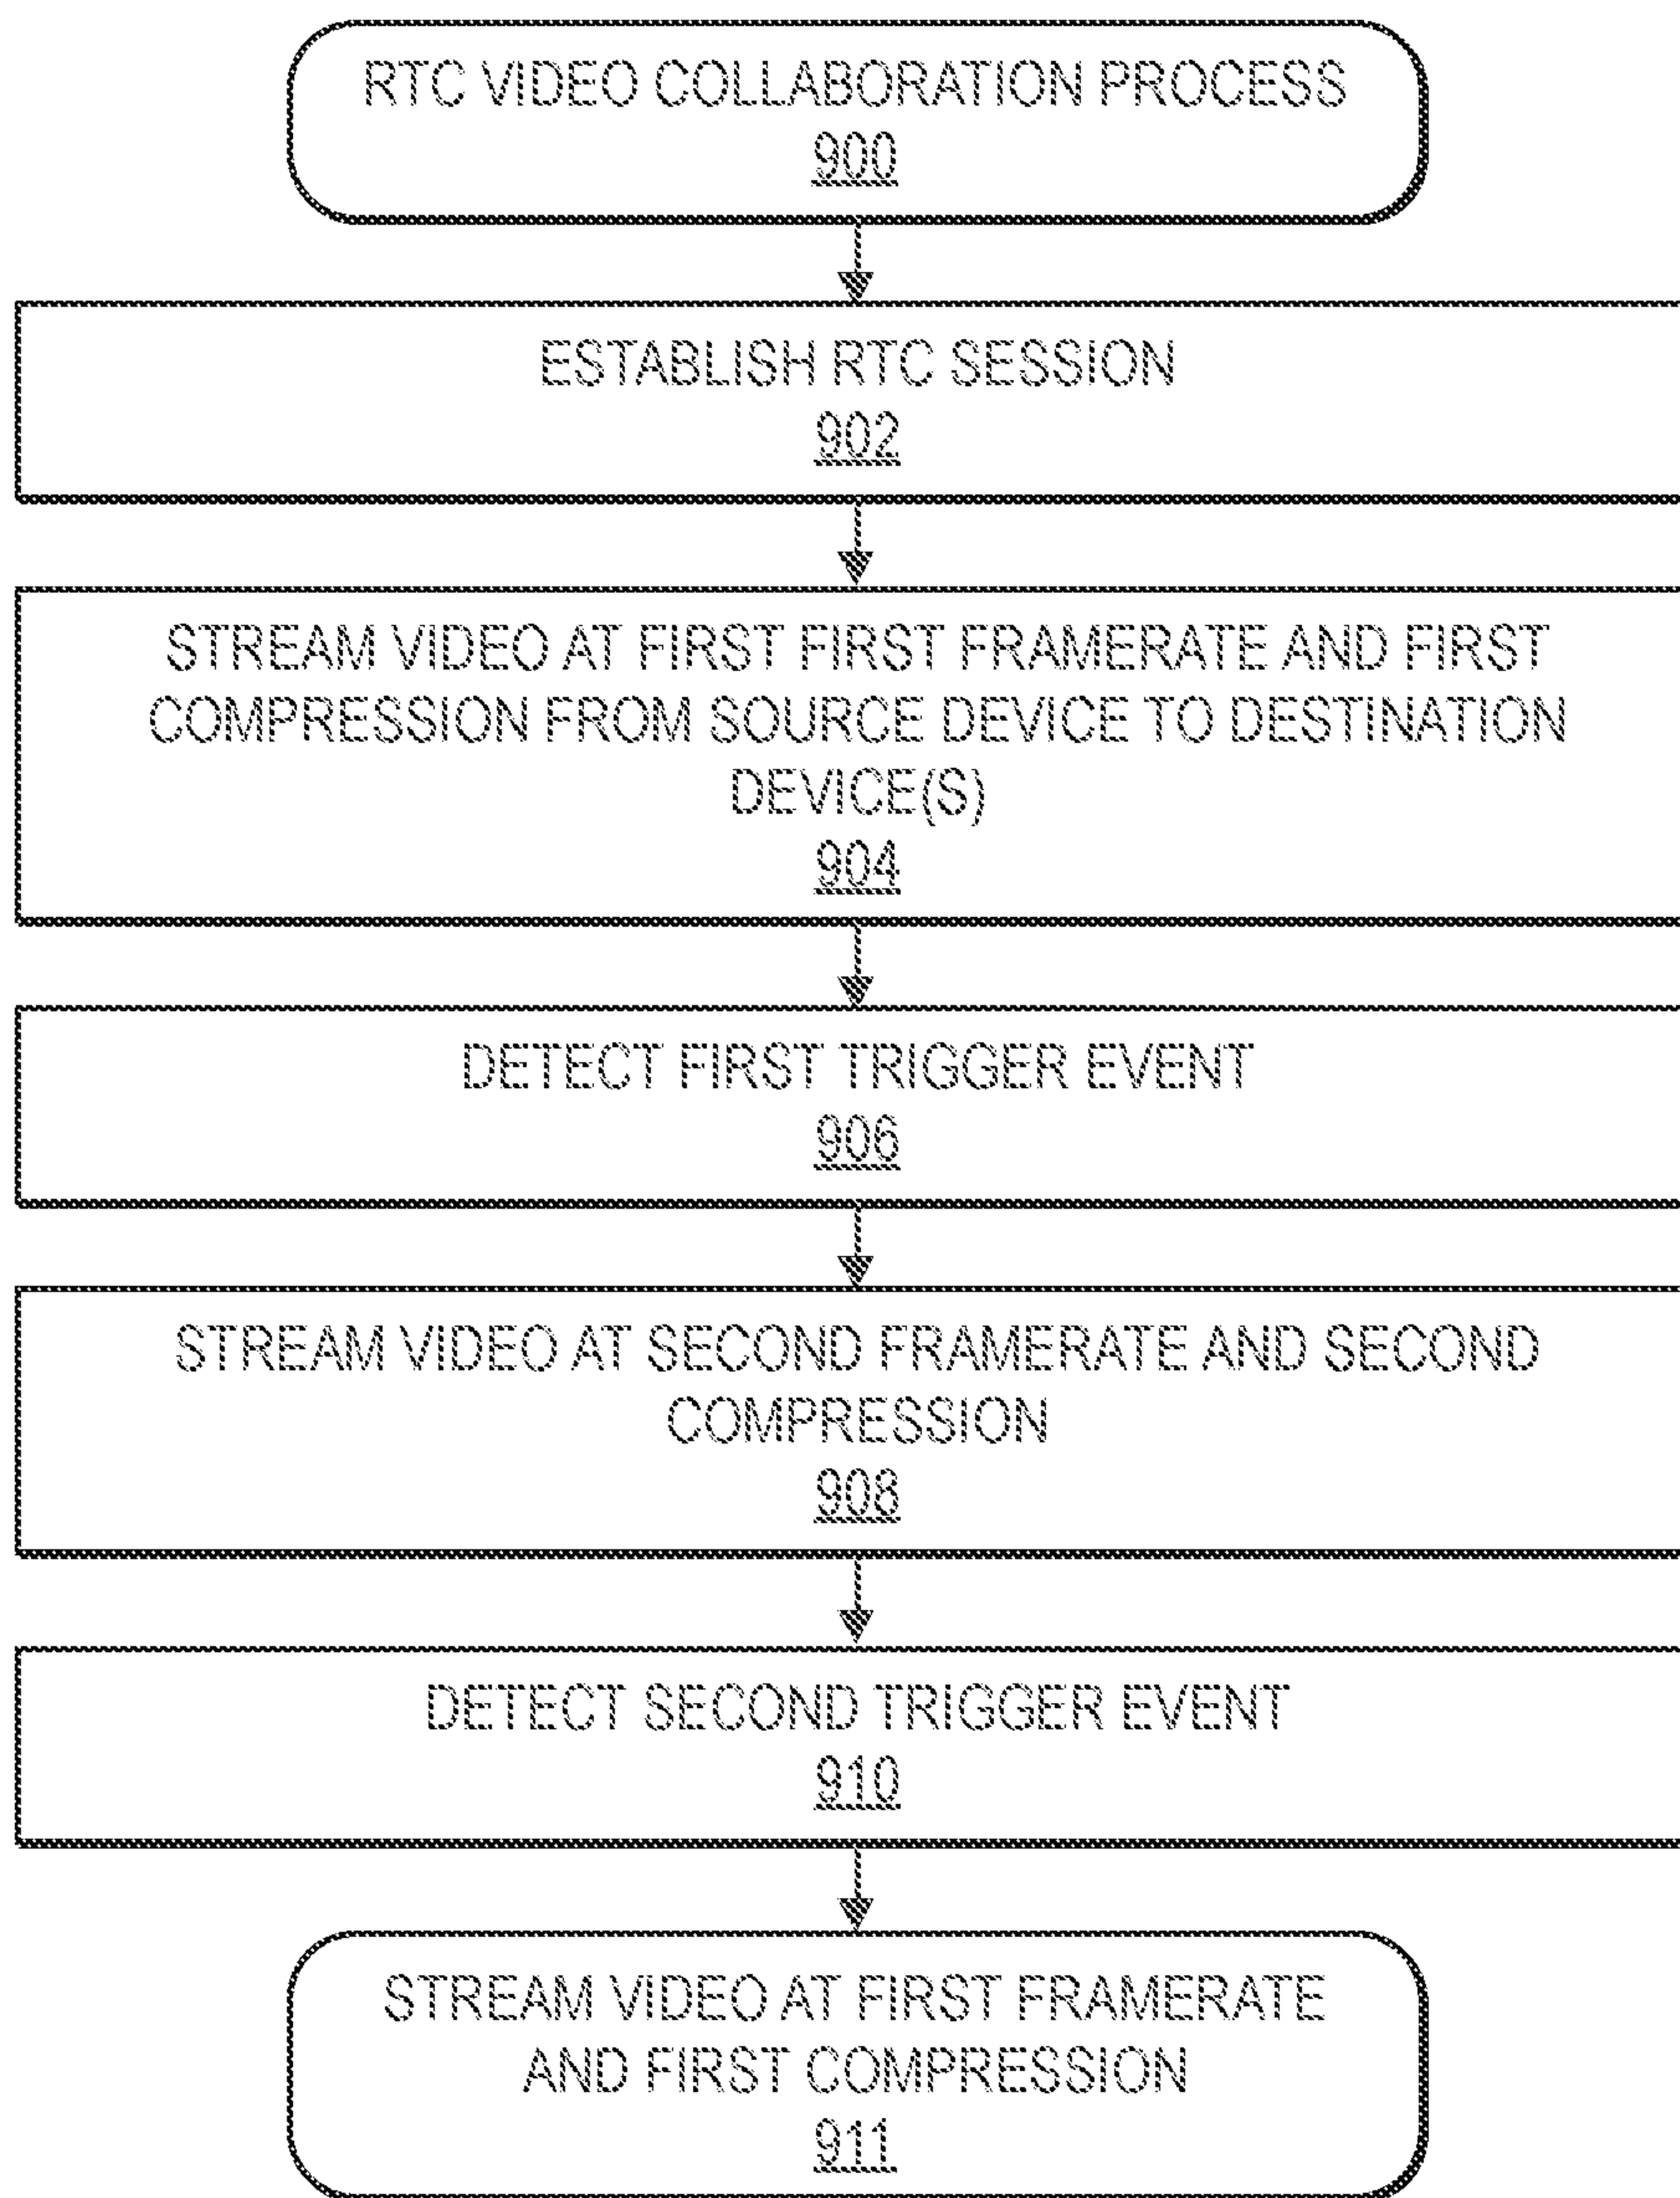 RTC VIDEO COLLABORATION PROCESS
900
ESTABLISH RTC SESSION
902
STREAM VIDEO AT FIRST FIRST FRAMERATE AND FIRST
COMPRESSION FROM SOURCE DEVICE TO DESTINATION
DEVICE(S)
904
DETECT FIRST TRIGGER EVENT
906
STREAM VIDEO AT SECOND FRAMERATE AND SECOND
COMPRESSION
908
DETECT SECOND TRIGGER EVENT
910
STREAM VIDEO AT FIRST FRAMERATE
AND FIRST COMPRESSION
911